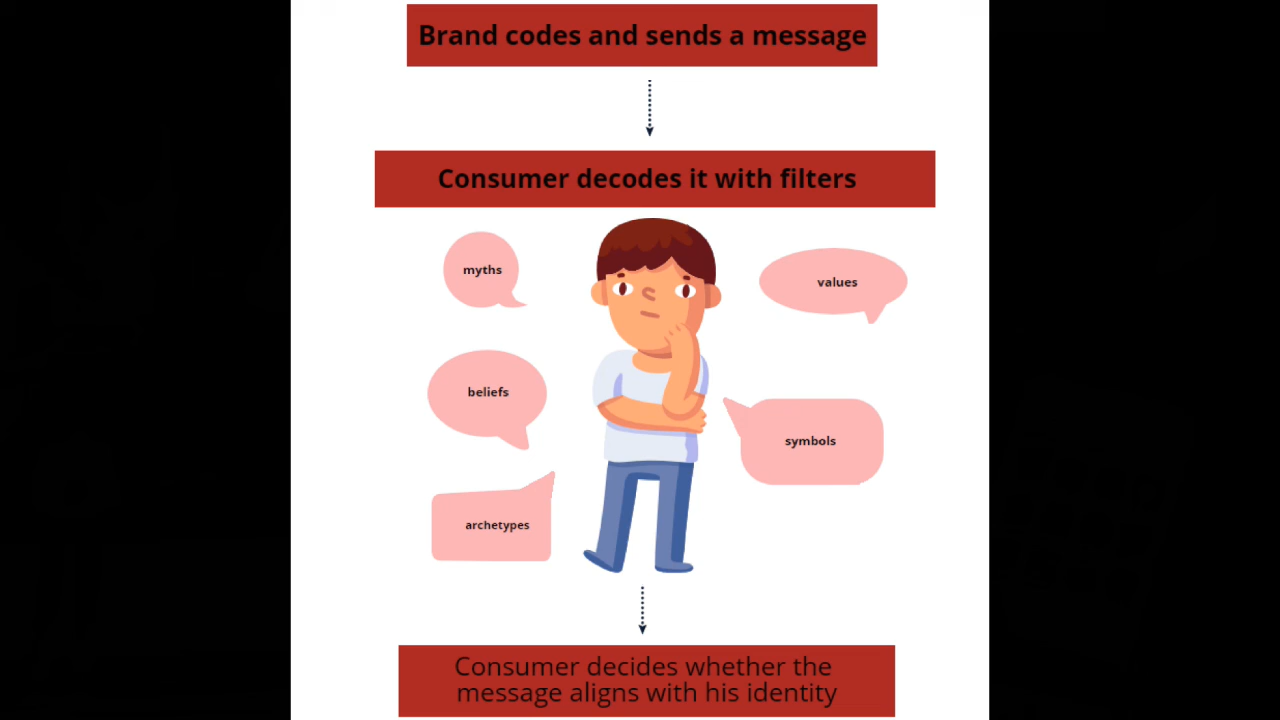 Brand codes and sends a message
Consumer decodes it with filters
myths
values
beliefs
symbols
archetypes
Consumer decides whether the
message aligns with his identity